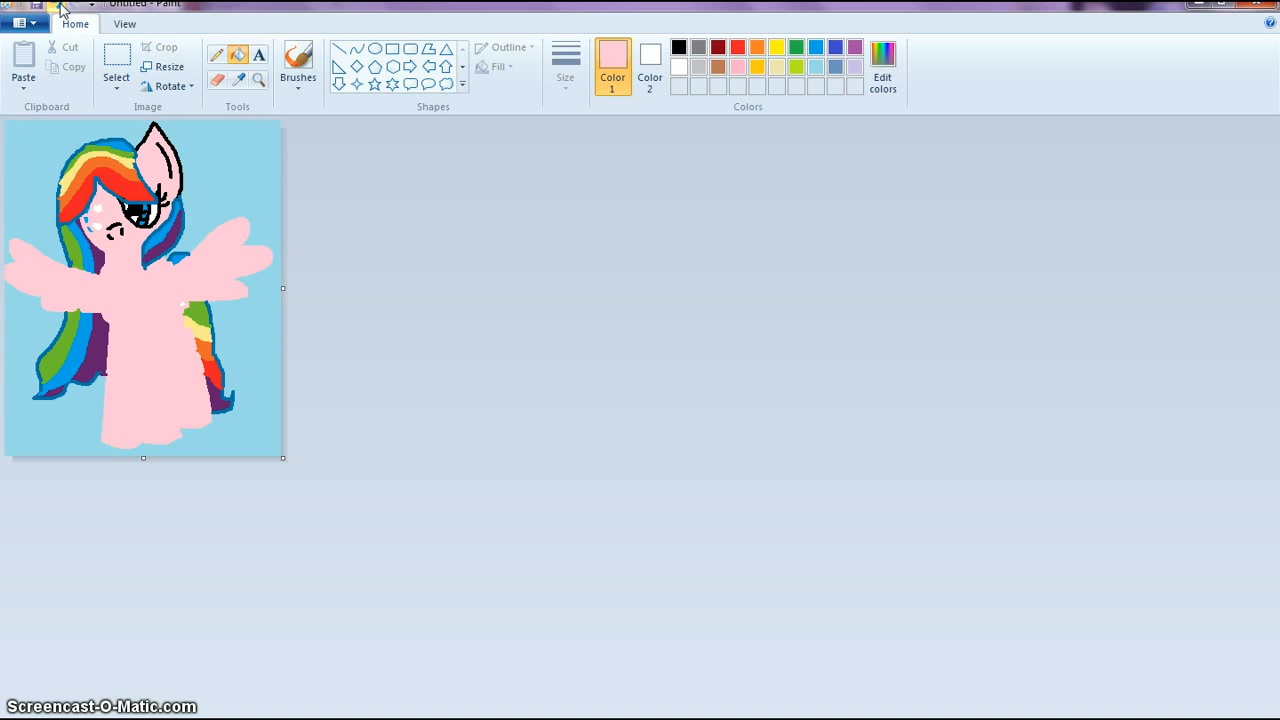 Untitled - Paint
Home View
Paste
Cut
Copy
Clipboard
Select
Crop
Resize
Rotate
Image
A
Tools
Brushes
Outline
Fill
Shapes
Size
Color 1
Color 2
Edit colors
Colors
Screencast-O-Matic.com